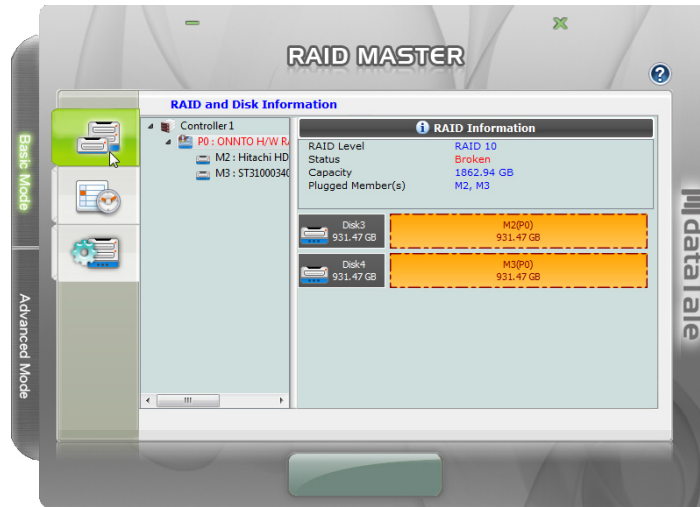 RAID MASTER
RAID and Disk Information
Basic Mode
Advanced Mode
Controller 1
P0 : ONNTO H/W RA
M2 : Hitachi HD
M3 : ST31000340
RAID Information
RAID Level RAID 10
Status Broken
Capacity 1862.94 GB
Plugged Member(s) M2, M3
Disk3
931.47 GB
M2(P0)
931.47 GB
Disk4
931.47 GB
M3(P0)
931.47 GB
dataTale